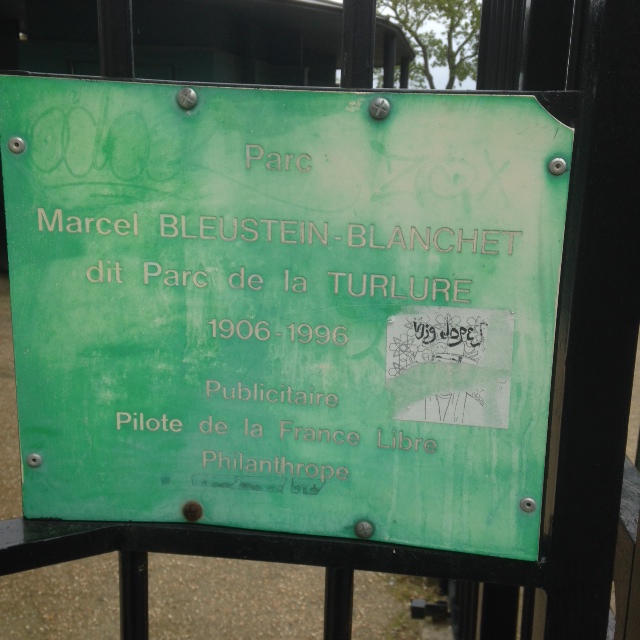 Parc
Marcel BLEUSTEIN-BLANCHET
dit Parc de la TURLURE
1906-1996
Publicitaire
Pilote de la France Libre
Philanthrope